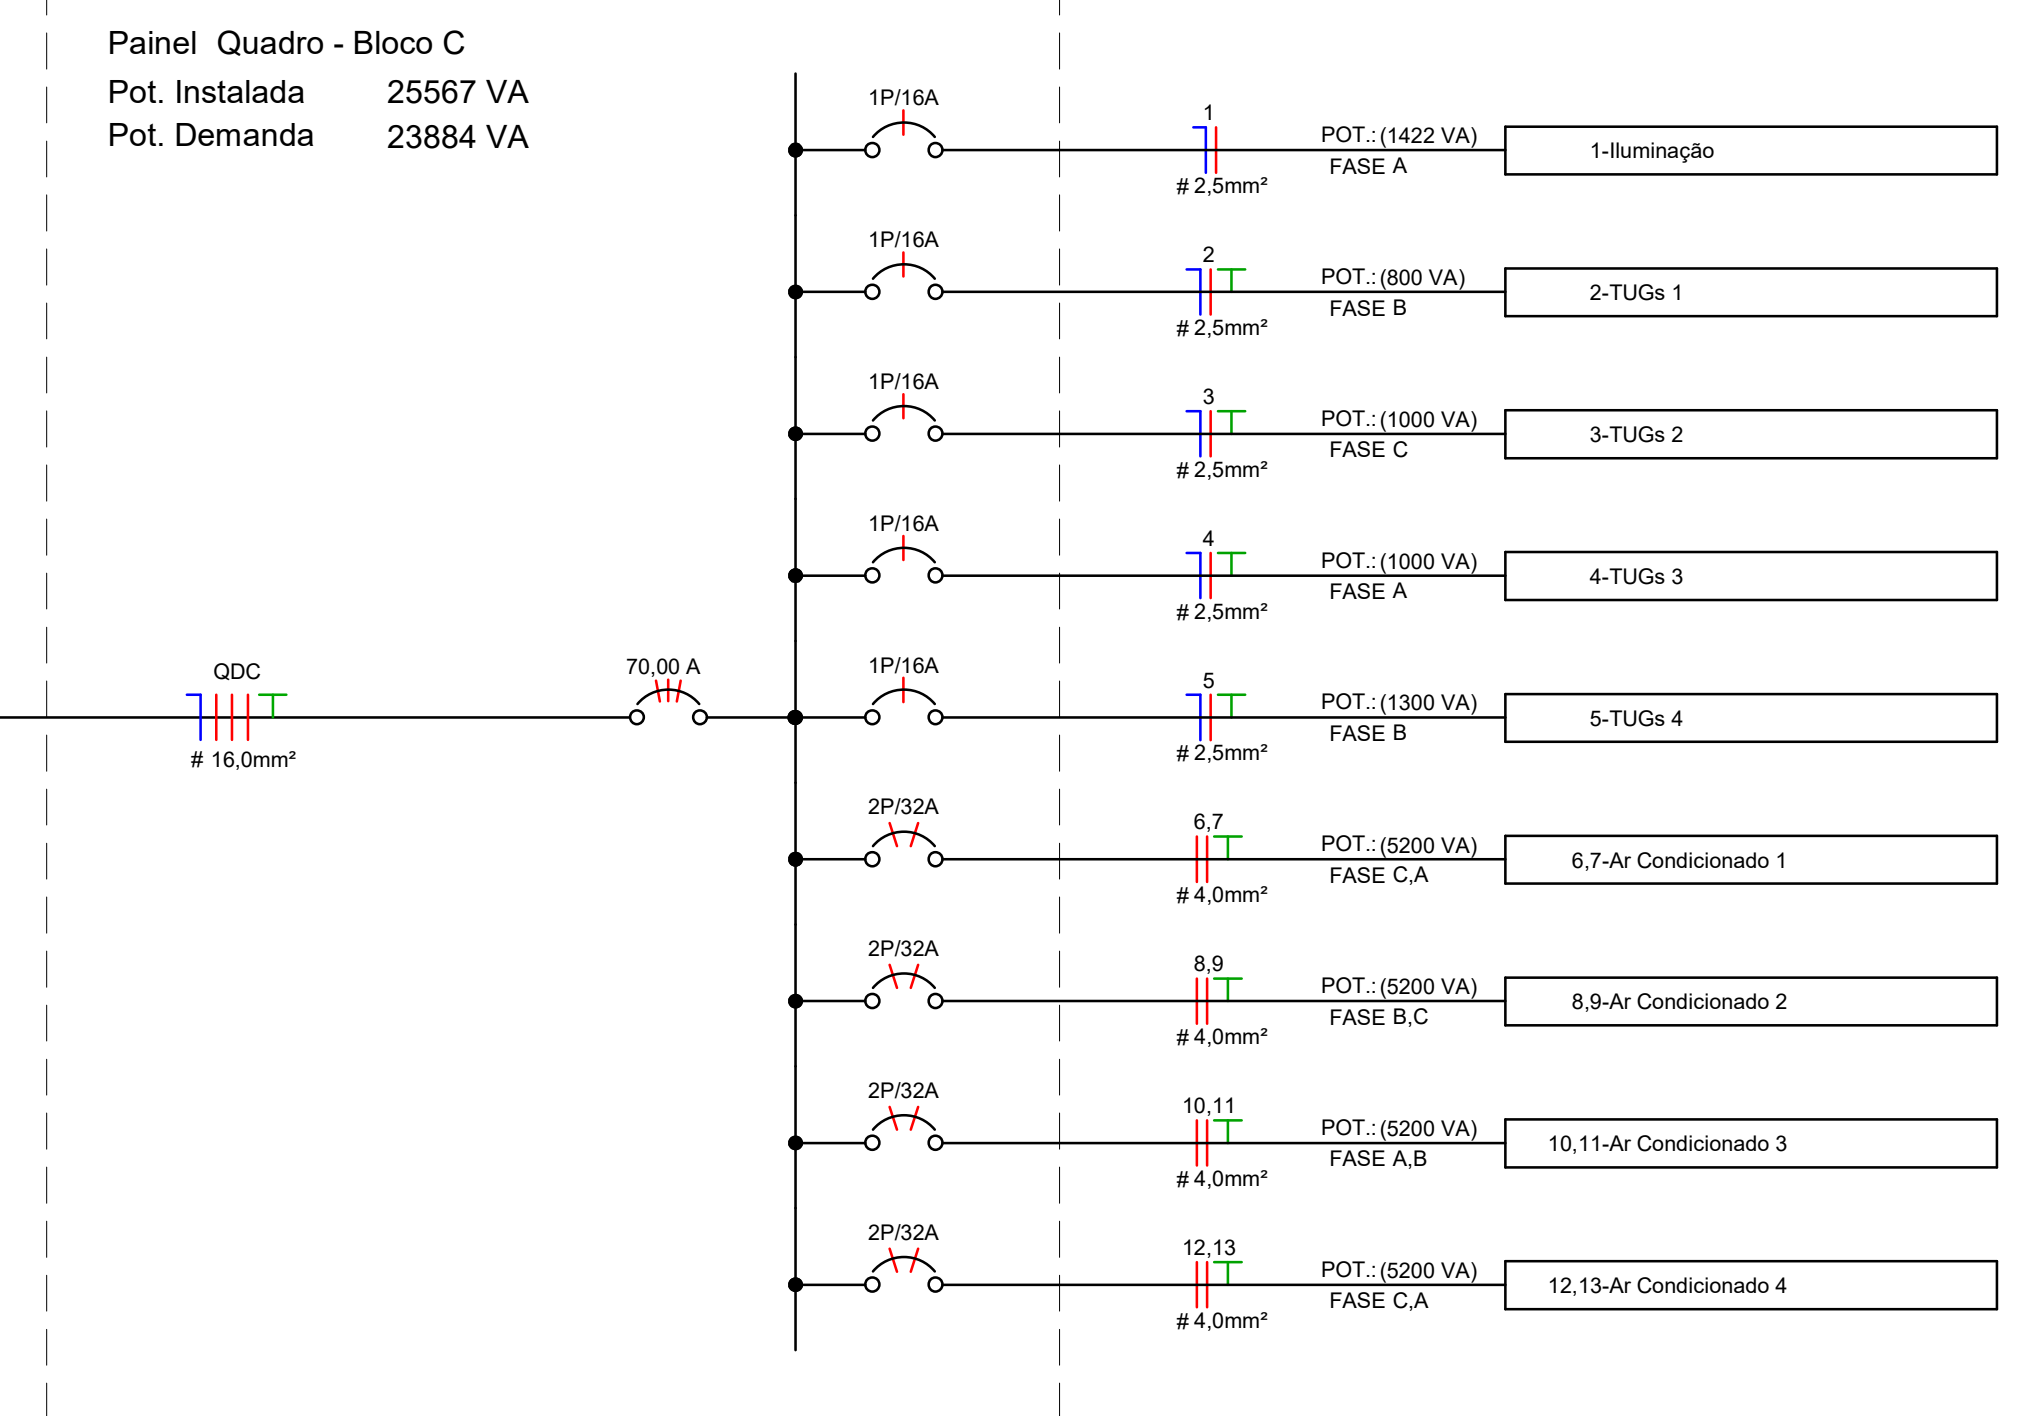 Painel Quadro - Bloco C
Pot. Instalada 25567 VA
Pot. Demanda 23884 VA
QDC
# 16,0mm²
70,00 A
1P/16A
1
POT.: (1422 VA)
FASE A
# 2,5mm²
1-Iluminação
1P/16A
2
POT.: (800 VA)
FASE B
# 2,5mm²
2-TUGs 1
1P/16A
3
POT.: (1000 VA)
FASE C
# 2,5mm²
3-TUGs 2
1P/16A
4
POT.: (1000 VA)
FASE A
# 2,5mm²
4-TUGs 3
1P/16A
5
POT.: (1300 VA)
FASE B
# 2,5mm²
5-TUGs 4
2P/32A
6,7
POT.: (5200 VA)
FASE C,A
# 4,0mm²
6,7-Ar Condicionado 1
2P/32A
8,9
POT.: (5200 VA)
FASE B,C
# 4,0mm²
8,9-Ar Condicionado 2
2P/32A
10,11
POT.: (5200 VA)
FASE A,B
# 4,0mm²
10,11-Ar Condicionado 3
2P/32A
12,13
POT.: (5200 VA)
FASE C,A
# 4,0mm²
12,13-Ar Condicionado 4